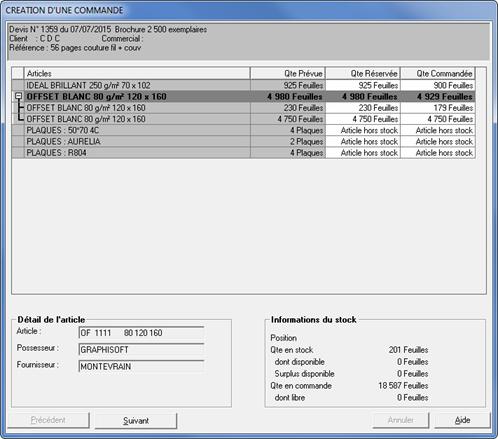 CREATION D'UNE COMMANDE
Devis N° 1359 du 07/07/2015 Brochure 2 500 exemplaires
Client : C D C Commercial :
Référence : 56 pages couture fil + couv
Articles Qte Prévue Qte Réservée Qte Commandée
IDEAL BRILLANT 250 g/m² 70 x 102 925 Feuilles 925 Feuilles 900 Feuilles
OFFSET BLANC 80 g/m² 120 x 160 4 980 Feuilles 4 980 Feuilles 4 929 Feuilles
OFFSET BLANC 80 g/m² 120 x 160 230 Feuilles 230 Feuilles 179 Feuilles
OFFSET BLANC 80 g/m² 120 x 160 4 750 Feuilles 4 750 Feuilles 4 750 Feuilles
PLAQUES : 50*70 4C 4 Plaques Article hors stock Article hors stock
PLAQUES : AURELIA 2 Plaques Article hors stock Article hors stock
PLAQUES : R804 4 Plaques Article hors stock Article hors stock
Détail de l'article
Article : OF 1111 80 120 160
Possesseur : GRAPHISOFT
Fournisseur : MONTEVRAIN
Informations du stock
Position
Qte en stock 201 Feuilles
dont disponible 0 Feuilles
Surplus disponible 0 Feuilles
Qte en commande 18 587 Feuilles
dont libre 0 Feuilles
Précédent Suivant Annuler Aide